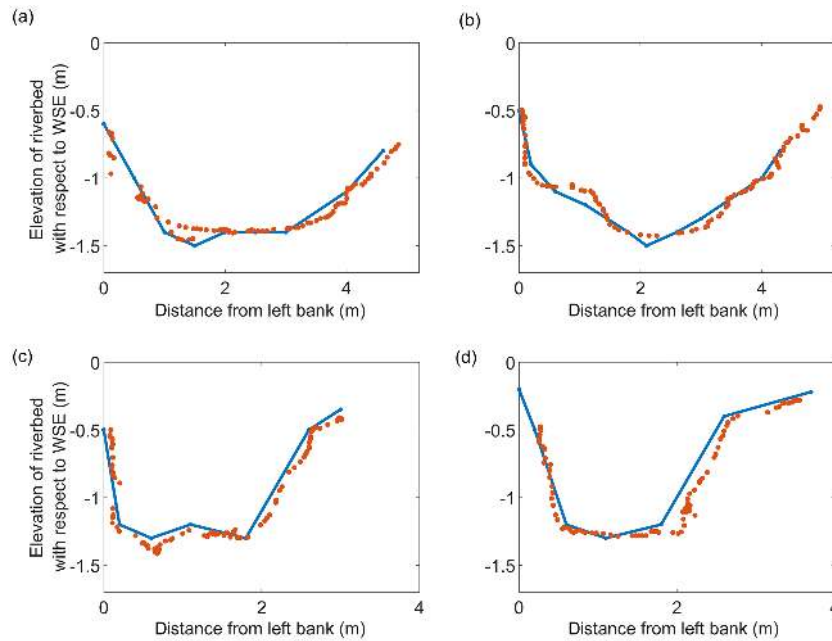 (a)
0
-0.5
-1
-1.5
0 2 4
Elevation of riverbed
with respect to WSE (m)
Distance from left bank (m)
(b)
0
-0.5
-1
-1.5
0 2 4
Distance from left bank (m)
(c)
0
-0.5
-1
-1.5
0 2 4
Elevation of riverbed
with respect to WSE (m)
Distance from left bank (m)
(d)
0
-0.5
-1
-1.5
0 2 4
Distance from left bank (m)